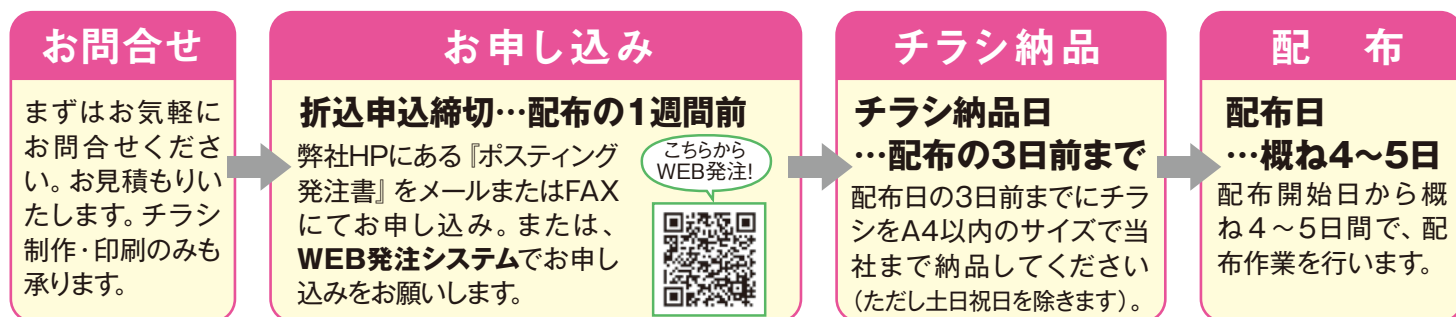 お問合せ
まずはお気軽に
お問合せくださ
い。お見積もりい
たします。チラシ
制作・印刷のみも
承ります。
お申し込み
折込申込締切…配布の1週間前
弊社HPにある『ポスティング
発注書』をメールまたはFAX
にてお申し込み。または、
WEB発注システムでお申し
込みをお願いします。
こちらから
WEB発注!
チラシ納品
チラシ納品日
…配布の3日前まで
配布日の3日前までにチラ
シをA4以内のサイズで当
社まで納品してください
（ただし土日祝日を除きます）。
配 布
配布日
…概ね4〜5日
配布開始日から概
ね4〜5日間で、配
布作業を行います。